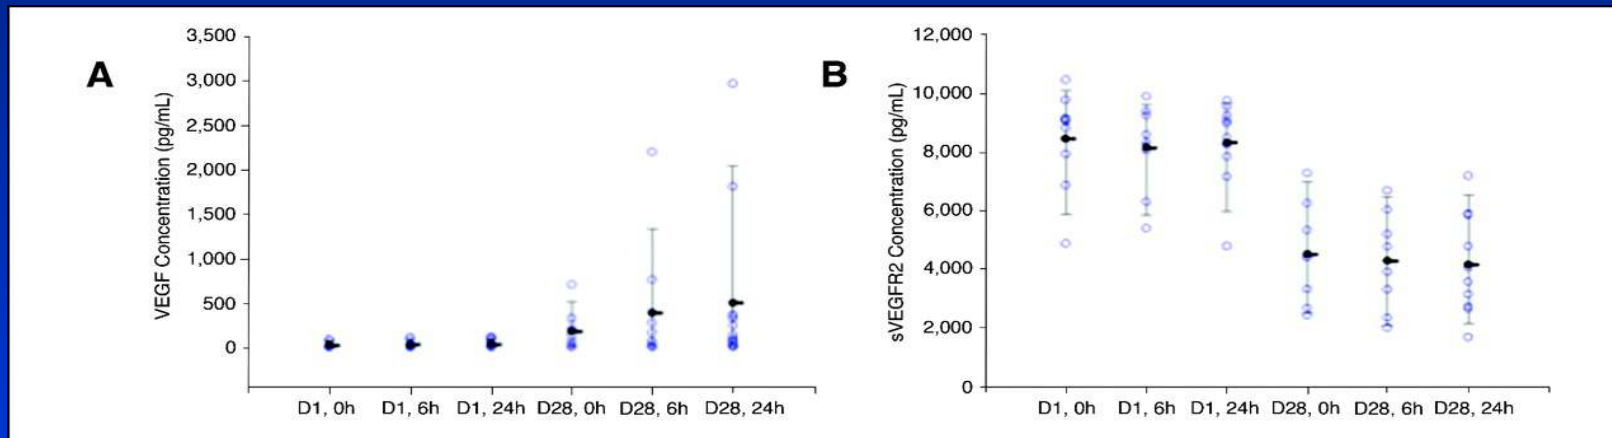 A
VEGF Concentration (pg/mL)
3,500
3,000
2,500
2,000
1,500
1,000
500
0
D1, 0h D1, 6h D1, 24h D28, 0h D28, 6h D28, 24h
B
sVEGFR2 Concentration (pg/mL)
12,000
10,000
8,000
6,000
4,000
2,000
0
D1, 0h D1, 6h D1, 24h D28, 0h D28, 6h D28, 24h